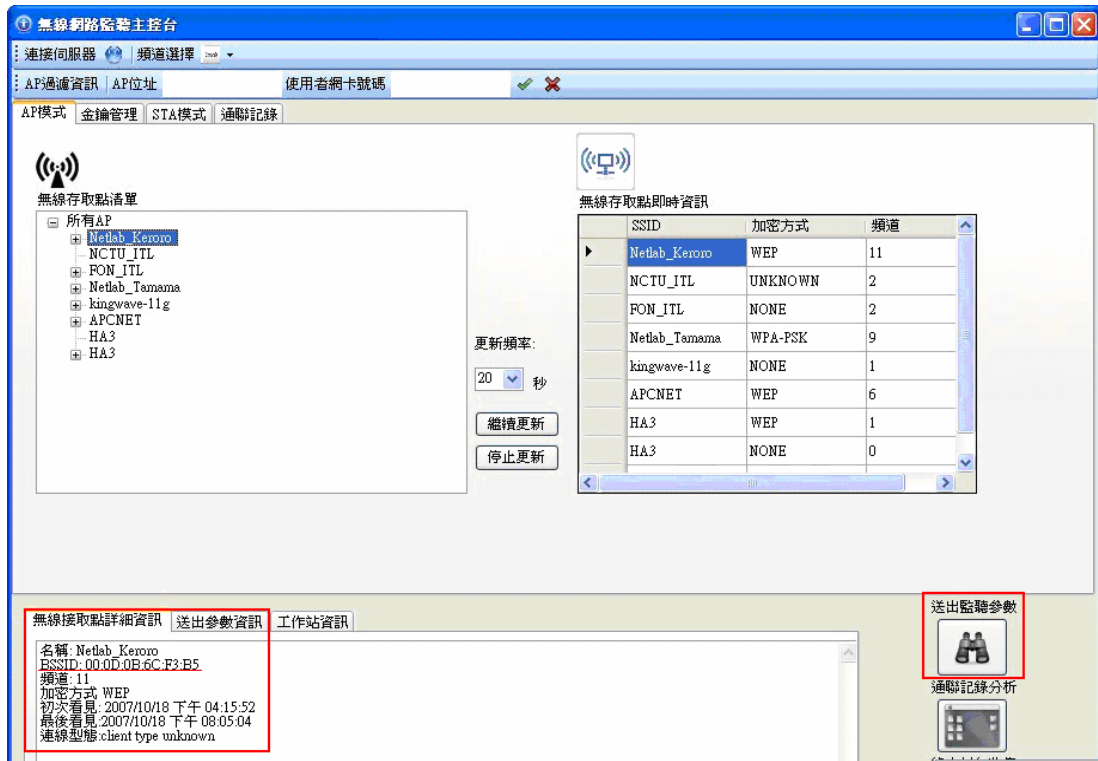 無線網路監聽主控台
連接伺服器 頻道選擇
AP過濾資訊 AP位址 使用者網卡號碼
AP模式 金鑰管理 STA模式 通聯記錄
無線存取點清單
所有AP
Netlab_Keroro
NCTU_ITL
FON_ITL
Netlab_Tamama
kingwave-11g
APCNET
HA3
HA3
更新頻率:
20 秒
繼續更新
停止更新
無線存取點即時資訊
SSID 加密方式 頻道
Netlab_Keroro WEP 11
NCTU_ITL UNKNOWN 2
FON_ITL NONE 2
Netlab_Tamama WPA-PSK 9
kingwave-11g NONE 1
APCNET WEP 6
HA3 WEP 1
HA3 NONE 0
無線接取點詳細資訊 送出參數資訊 工作站資訊
名稱: Netlab_Keroro
BSSID: 00:0D:0B:6C:F3:B5
頻道: 11
加密方式 WEP
初次看見: 2007/10/18 下午 04:15:52
最後看見:2007/10/18 下午 08:05:04
連線型態:client type unknown
送出監聽參數
通聯記錄分析